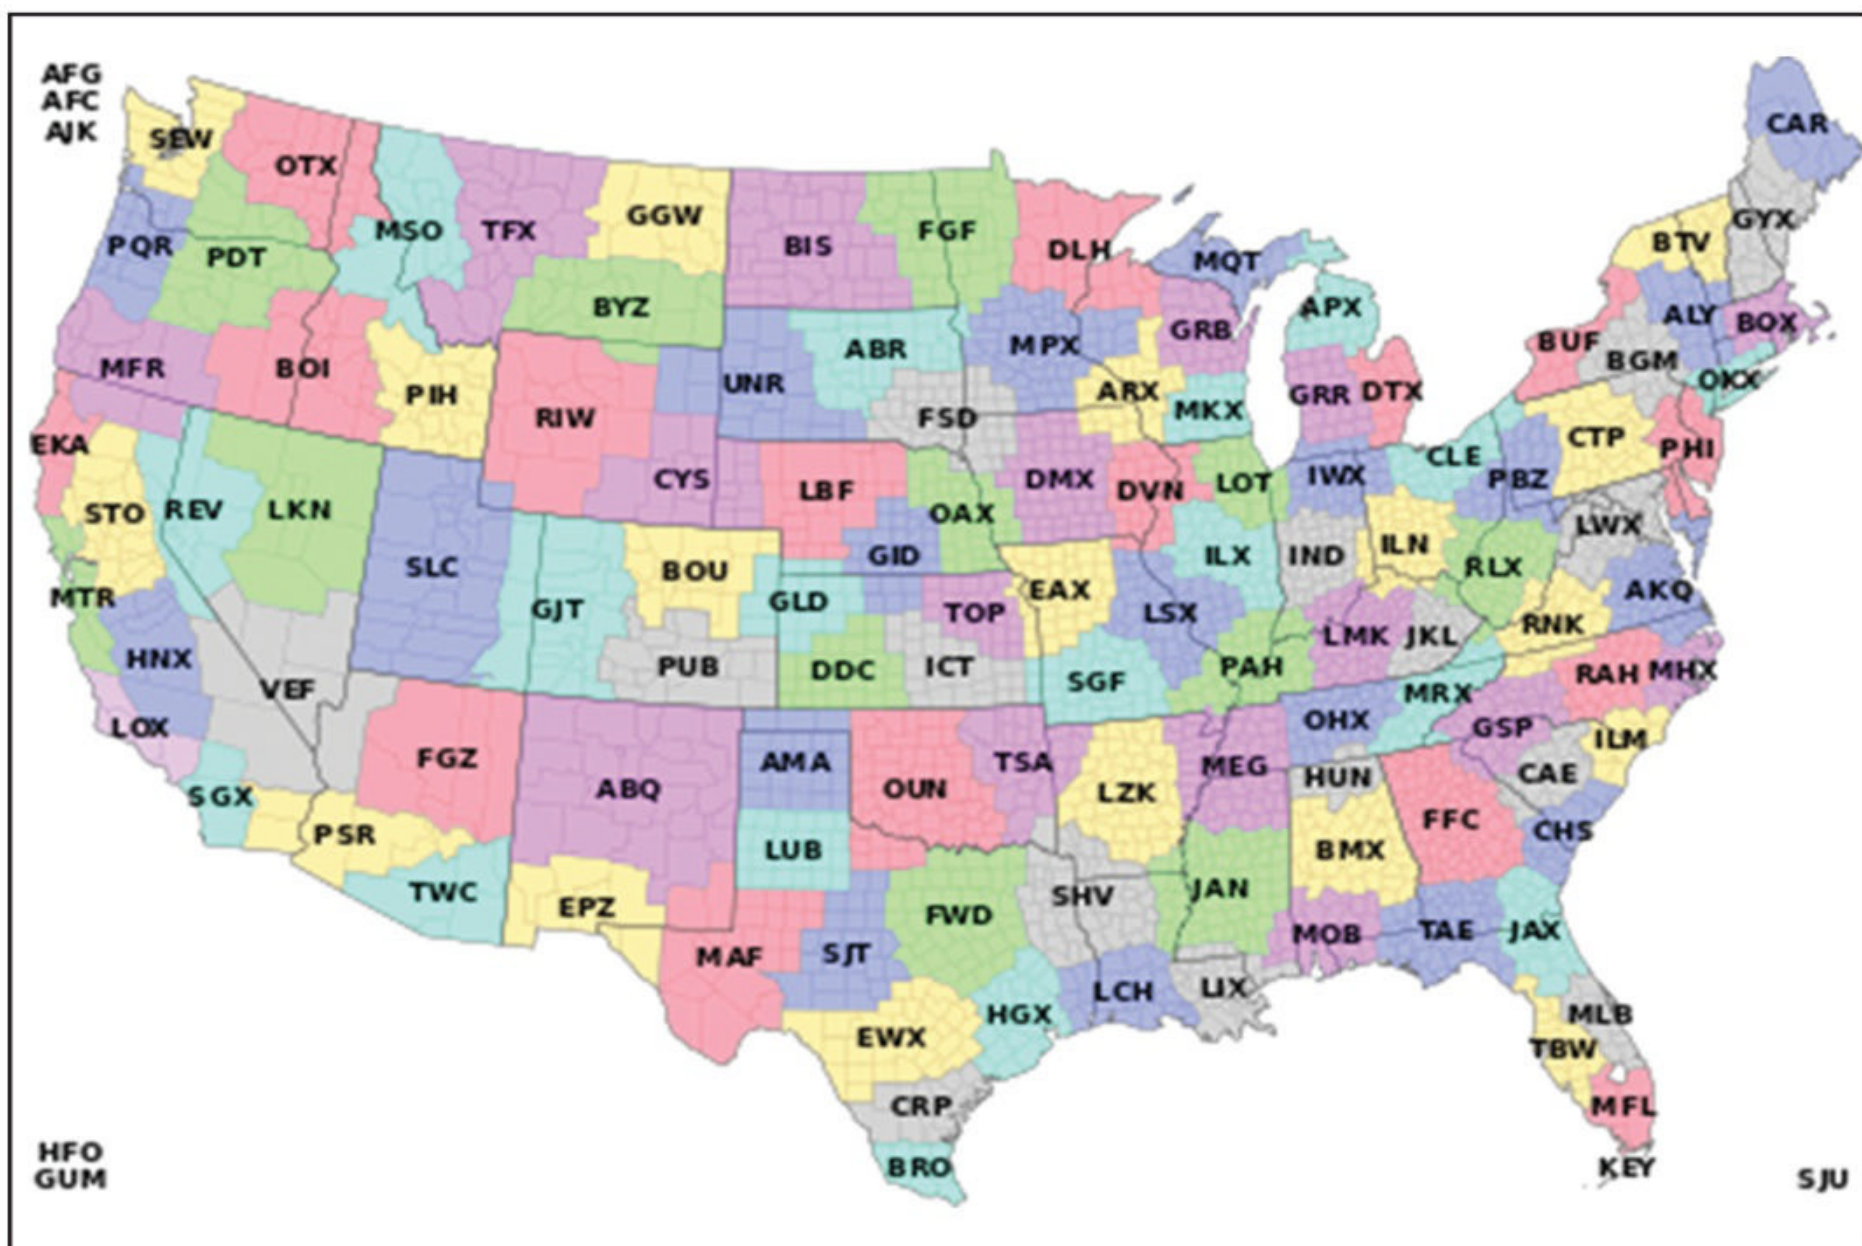 AFG
AFC
AJK
SEW
OTX
MSO
TFX
GGW
BIS
FGF
DLH
MQT
CAR
GYX
BTV
PQR
PDT
BYZ
APX
ALY
BOX
MFR
BOI
PIH
RIW
UNR
ABR
FSD
MPX
ARX
GRB
MKX
GRR
DTX
BUF
BGM
OKX
EKA
STO
REV
LKN
SLC
CYS
LBF
GID
OAX
DMX
DVN
LOT
IWX
CLE
PBZ
CTP
PHI
LWX
MTR
HNX
VEF
GJT
BOU
PUB
GLD
DDC
TOP
ICT
EAX
LSX
SGF
ILX
IND
ILN
RLX
LMK
JKL
RNK
AKQ
PAH
LOX
SGX
PSR
FGZ
TWC
ABQ
EPZ
AMA
LUB
OUN
TSA
LZK
MEG
OHX
MRX
HUN
GSP
RAH
MHX
ILM
CAE
CHS
FFC
BMX
JAN
SHV
FWD
MAF
SJT
MOB
TAE
JAX
EWX
HGX
LCH
LIX
MLB
TBW
CRP
BRO
MFL
KEY
HFO
GUM
SJU